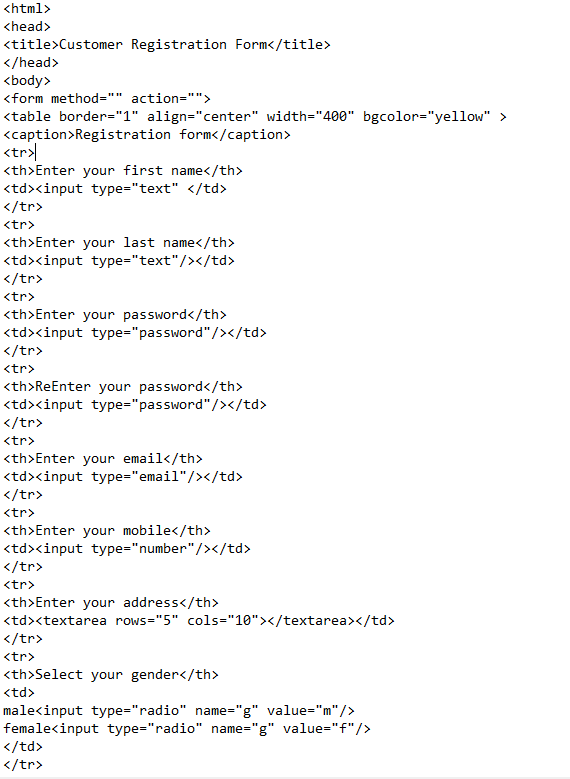 <html>
<head>
<title>Customer Registration Form</title>
</head>
<body>
<form method="" action="">
<table border="1" align="center" width="400" bgcolor="yellow" >
<caption>Registration form</caption>
<tr>
<th>Enter your first name</th>
<td><input type="text" </td>
</tr>
<tr>
<th>Enter your last name</th>
<td><input type="text"/></td>
</tr>
<tr>
<th>Enter your password</th>
<td><input type="password"/></td>
</tr>
<tr>
<th>ReEnter your password</th>
<td><input type="password"/></td>
</tr>
<tr>
<th>Enter your email</th>
<td><input type="email"/></td>
</tr>
<tr>
<th>Enter your mobile</th>
<td><input type="number"/></td>
</tr>
<tr>
<th>Enter your address</th>
<td><textarea rows="5" cols="10"></textarea></td>
</tr>
<tr>
<th>Select your gender</th>
<td>
male<input type="radio" name="g" value="m"/>
female<input type="radio" name="g" value="f"/>
</td>
</tr>